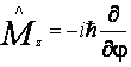 M̂_z = -iℏ ∂/∂φ